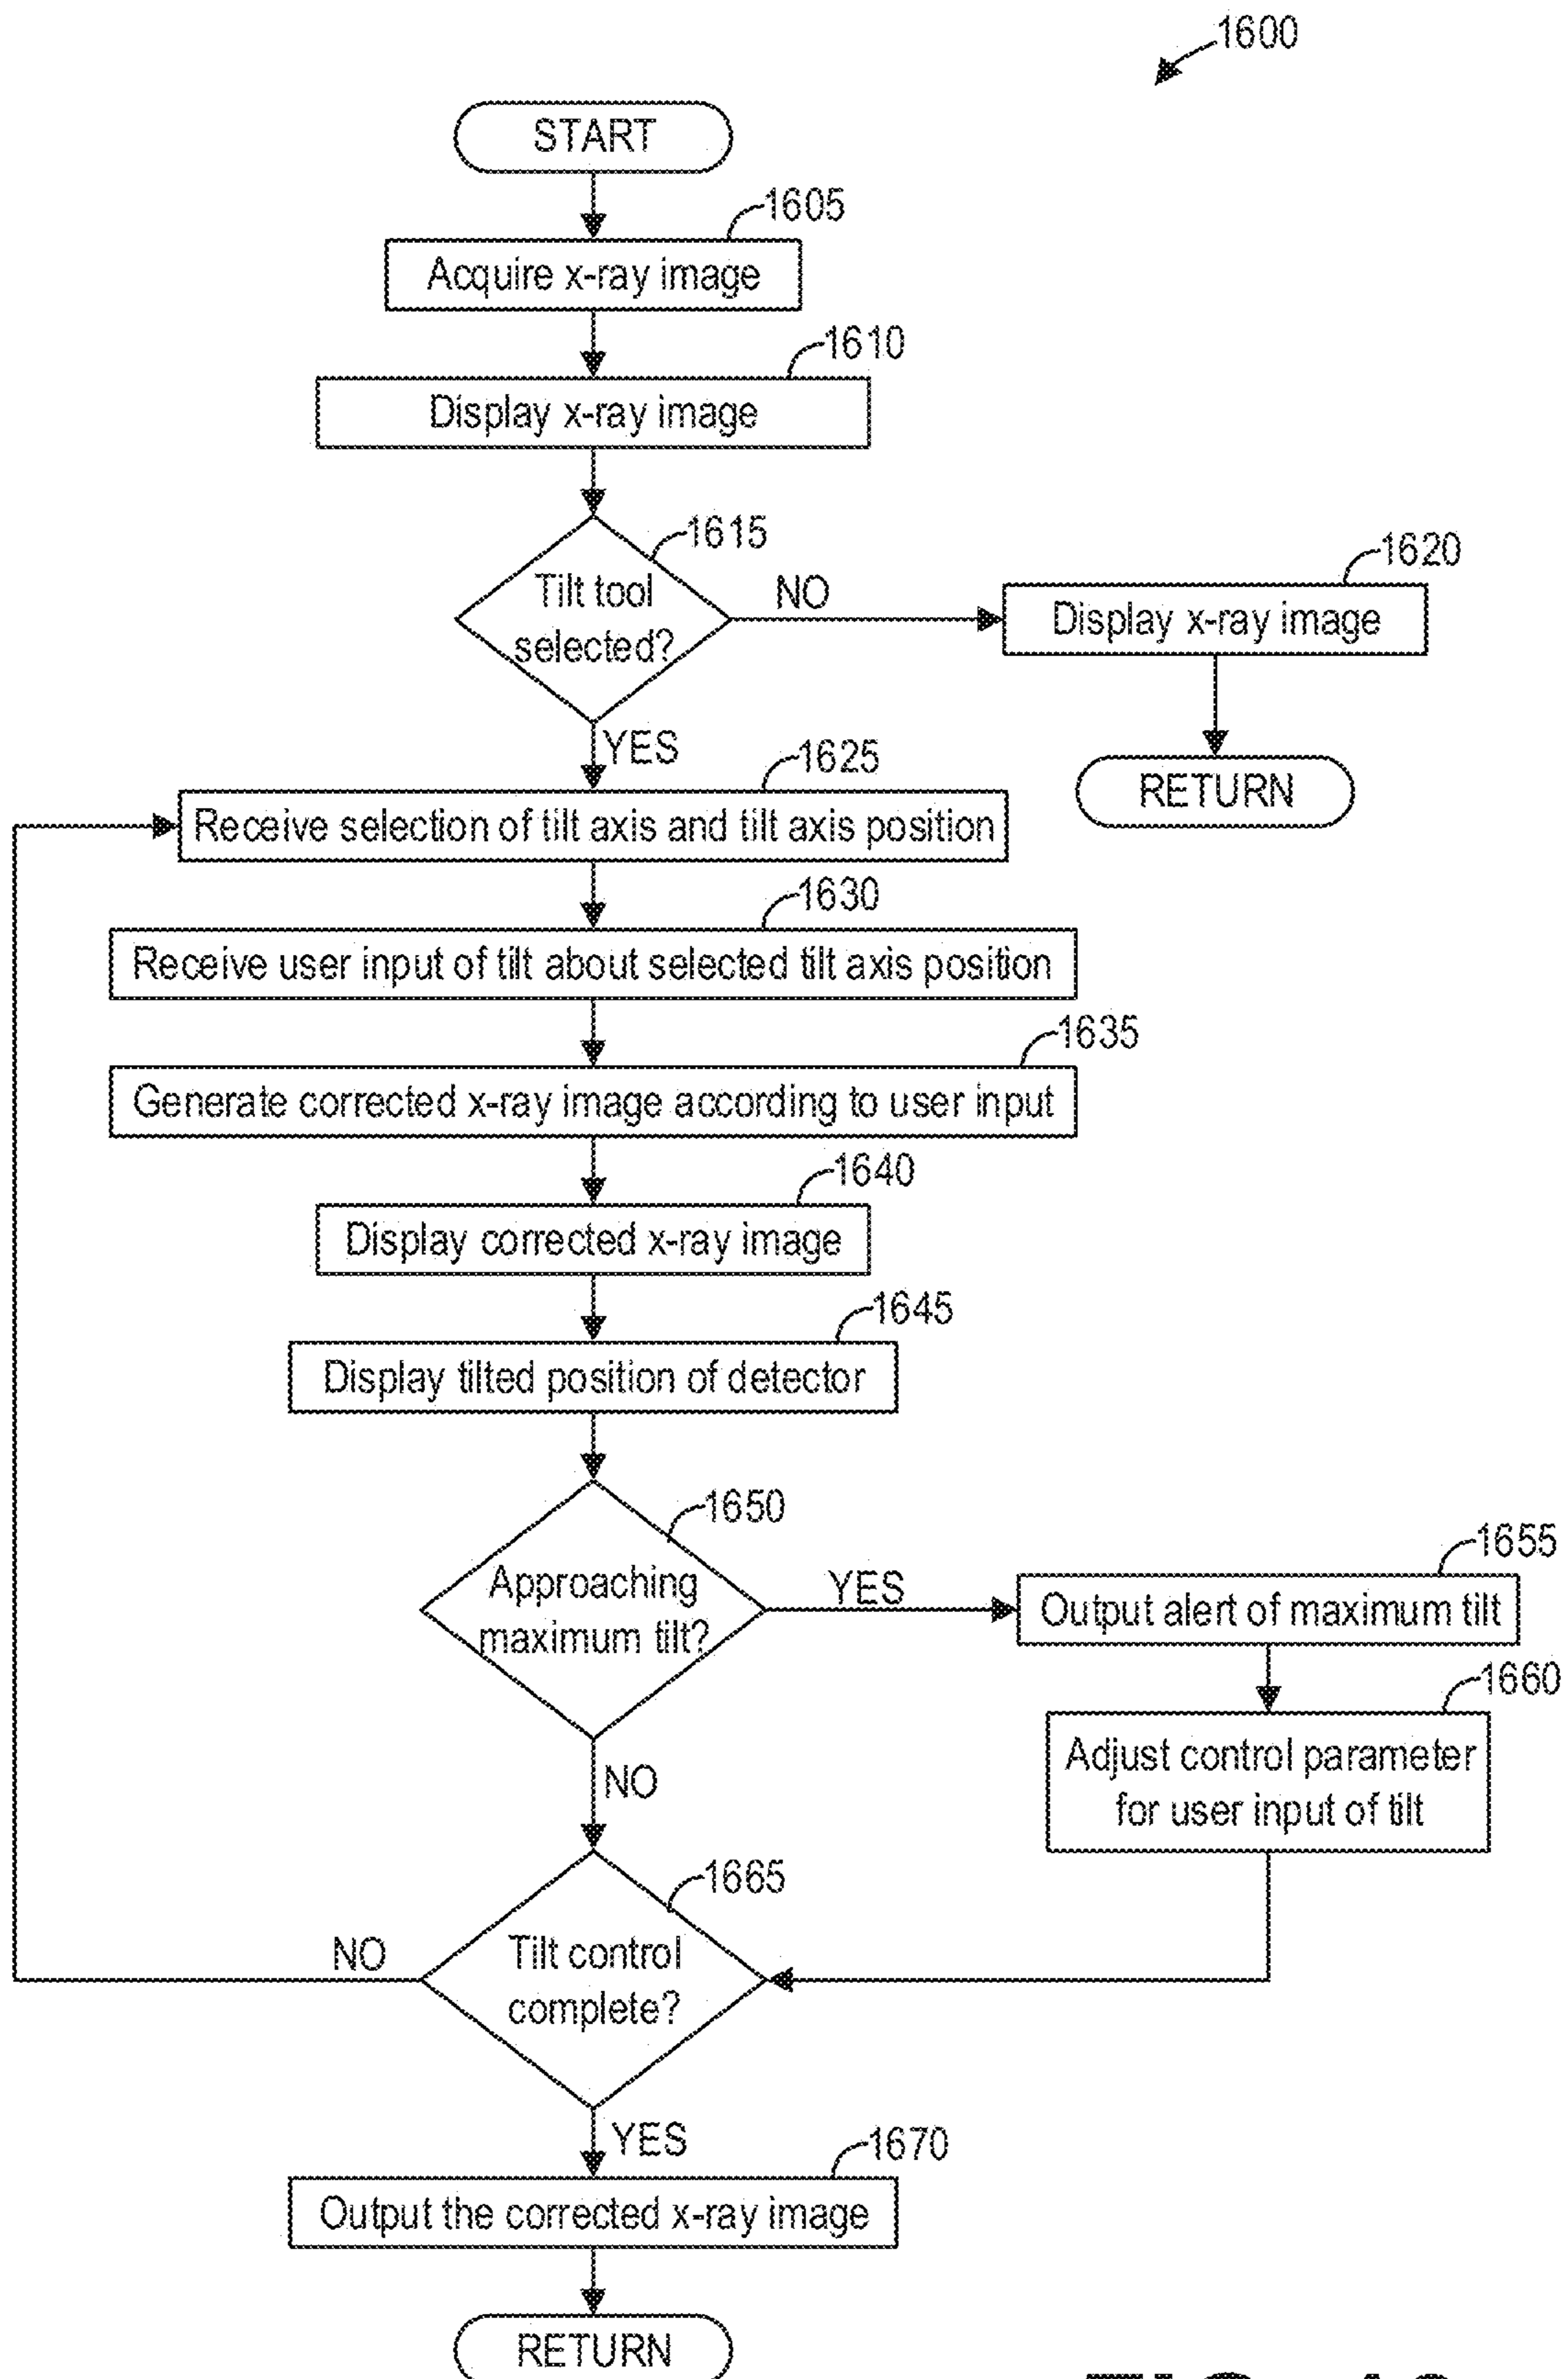 1600
START
1605
Acquire x-ray image
1610
Display x-ray image
1615
Tilt tool
selected?
NO
1620
Display x-ray image
RETURN
YES
1625
Receive selection of tilt axis and tilt axis position
1630
Receive user input of tilt about selected tilt axis position
1635
Generate corrected x-ray image according to user input
1640
Display corrected x-ray image
1645
Display tilted position of detector
1650
Approaching
maximum tilt?
YES
1655
Output alert of maximum tilt
1660
Adjust control parameter
for user input of tilt
NO
1665
Tilt control
complete?
NO
YES
1670
Output the corrected x-ray image
RETURN